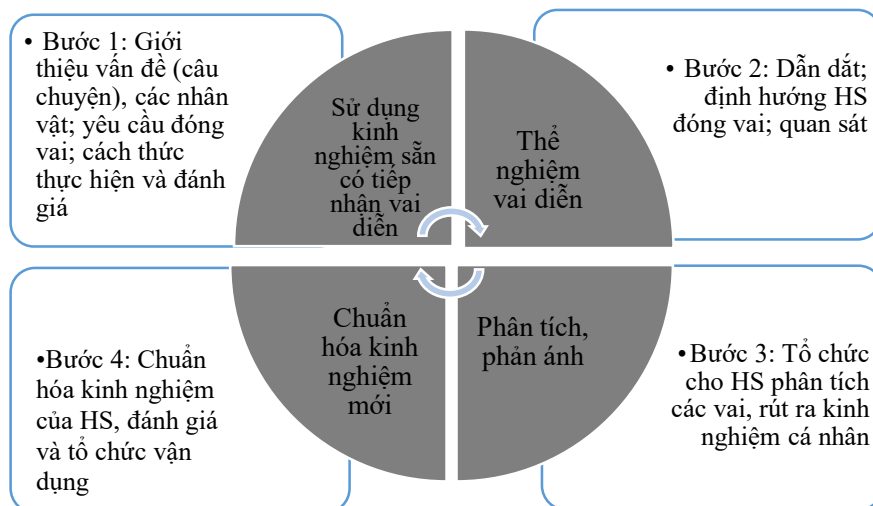 • Bước 1: Giới
thiệu vấn đề (câu
chuyện), các nhân
vật; yêu cầu đóng
vai; cách thức
thực hiện và đánh
giá
Sử dụng
kinh
nghiệm sẵn
có tiếp
nhận vai
diễn
Thể
nghiệm
vai diễn
• Bước 2: Dẫn dắt;
định hướng HS
đóng vai; quan sát
•Bước 4: Chuẩn
hóa kinh nghiệm
của HS, đánh giá
và tổ chức vận
dụng
Chuẩn
hóa kinh
nghiệm
mới
Phân tích,
phản ánh
•Bước 3: Tổ chức
cho HS phân tích
các vai, rút ra kinh
nghiệm cá nhân